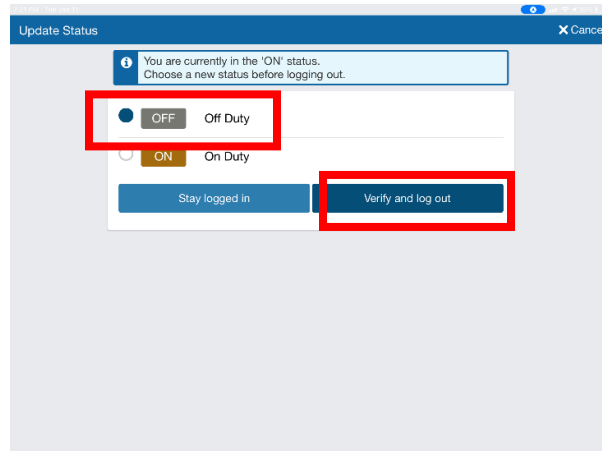 Update Status
Cance
You are currently in the 'ON' status.
Choose a new status before logging out.
OFF Off Duty
ON On Duty
Stay logged in
Verify and log out